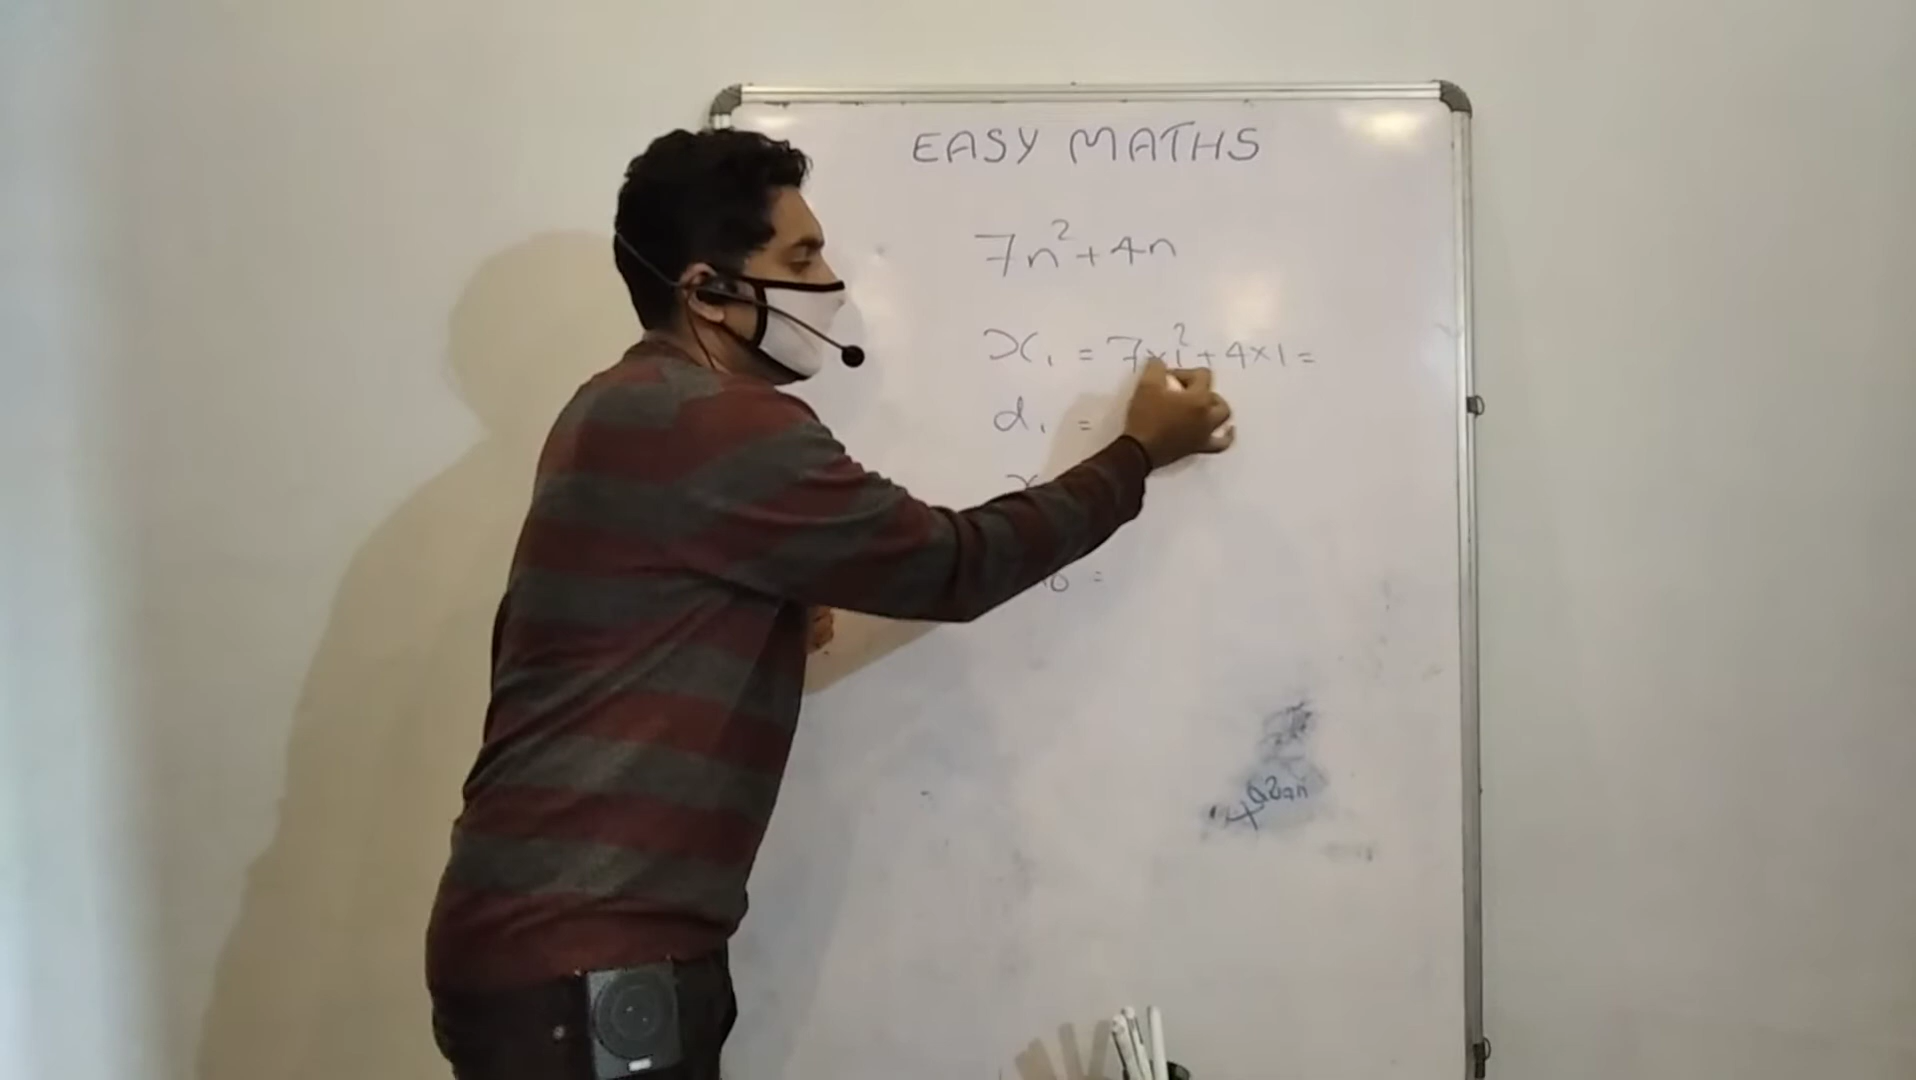 EASY MATHS
7n²+4n
x₁ = 7×1²+4×1=
d₁ =
x
=